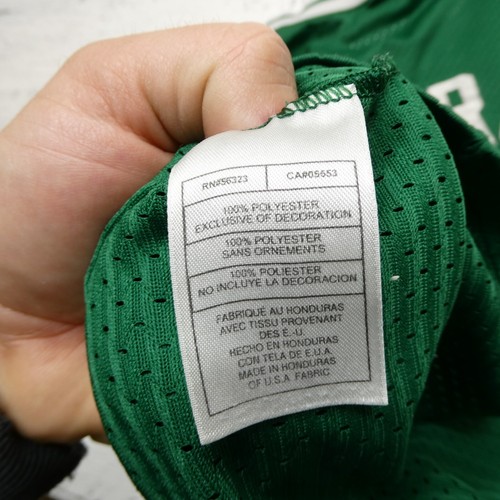 RN#56323 CA#05653
100% POLYESTER
EXCLUSIVE OF DECORATION
100% POLYESTER
SANS ORNEMENTS
100% POLIESTER
NO INCLUYE LA DECORACION
FABRIQUÉ AU HONDURAS
AVEC TISSU PROVENANT
DES É.-U.
HECHO EN HONDURAS
CON TELA DE E.U.A.
MADE IN HONDURAS
OF U.S.A FABRIC